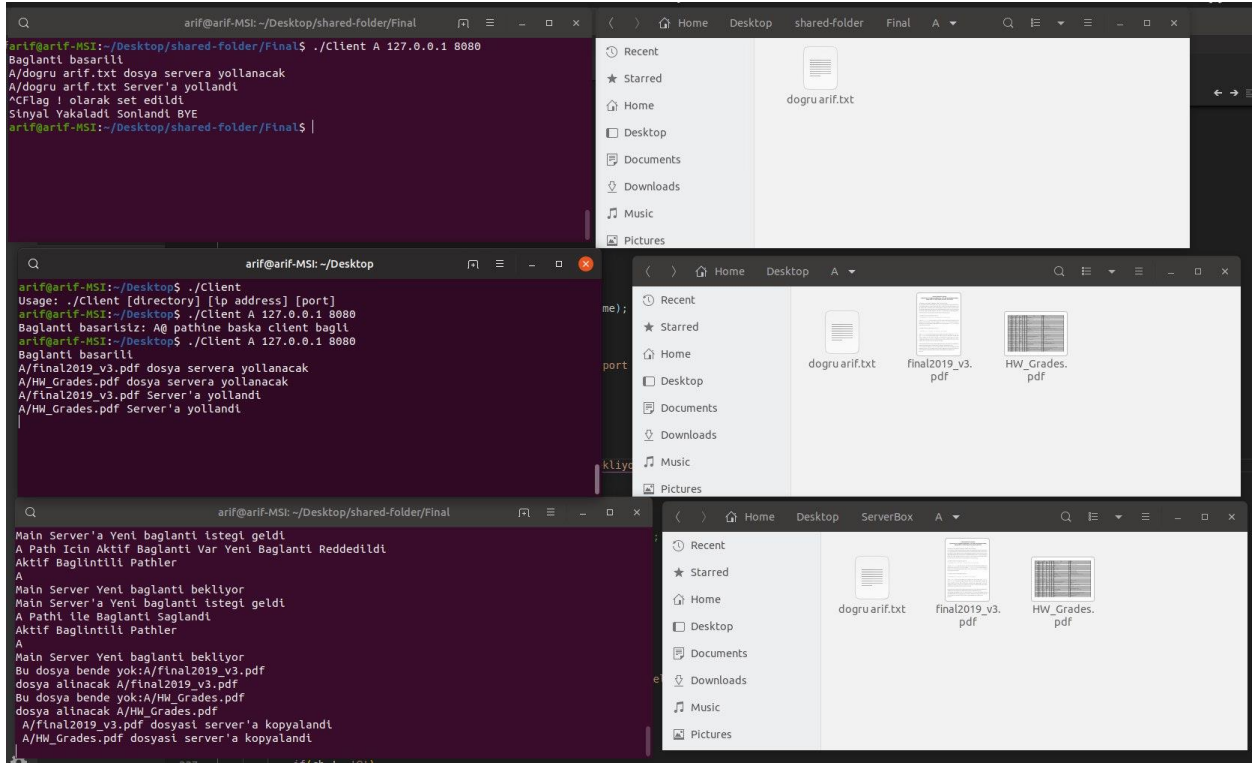 arif@arif-MSI: ~/Desktop/shared-folder/Final
arif@arif-MSI:~/Desktop/shared-folder/Final$ ./Client A 127.0.0.1 8080
Baglanti basarili
A/dogru arif.txt dosya servera yollanacak
A/dogru arif.txt Server'a yollandi
^CFlag ! olarak set edildi
Sinyal Yakaladi Sonlandi BYE
arif@arif-MSI:~/Desktop/shared-folder/Final$
Home Desktop shared-folder Final A
Recent
Starred
Home
Desktop
Documents
Downloads
Music
Pictures
dogru arif.txt
arif@arif-MSI: ~/Desktop
arif@arif-MSI:~/Desktop$ ./Client
Usage: ./Client [directory] [ip address] [port]
arif@arif-MSI:~/Desktop$ ./Client A 127.0.0.1 8080
Baglanti basarisiz: A@ pathine baska client bagli
arif@arif-MSI:~/Desktop$ ./Client A 127.0.0.1 8080
Baglanti basarili
A/final2019_v3.pdf dosya servera yollanacak
A/HW_Grades.pdf dosya servera yollanacak
A/final2019_v3.pdf Server'a yollandi
A/HW_Grades.pdf Server'a yollandi
me);
port
kliyo
Home Desktop A
Recent
Starred
Home
Desktop
Documents
Downloads
Music
Pictures
dogru arif.txt
final2019_v3.
pdf
HW_Grades.
pdf
arif@arif-MSI: ~/Desktop/shared-folder/Final
Main Server'a Yeni baglanti istegi geldi
A Path Icin Aktif Baglanti Var Yeni Baglanti Reddedildi
Aktif Baglintili Pathler
A
Main Server Yeni baglanti bekliyor
Main Server'a Yeni baglanti istegi geldi
A Pathi ile Baglanti Saglandi
Aktif Baglintili Pathler
A
Main Server Yeni baglanti bekliyor
Bu dosya bende yok:A/final2019_v3.pdf
dosya alinacak A/final2019_v3.pdf
Bu dosya bende yok:A/HW_Grades.pdf
dosya alinacak A/HW_Grades.pdf
A/final2019_v3.pdf dosyasi server'a kopyalandi
A/HW_Grades.pdf dosyasi server'a kopyalandi
Home Desktop ServerBox A
Recent
Starred
Home
Desktop
Documents
Downloads
Music
Pictures
dogru arif.txt
final2019_v3.
pdf
HW_Grades.
pdf